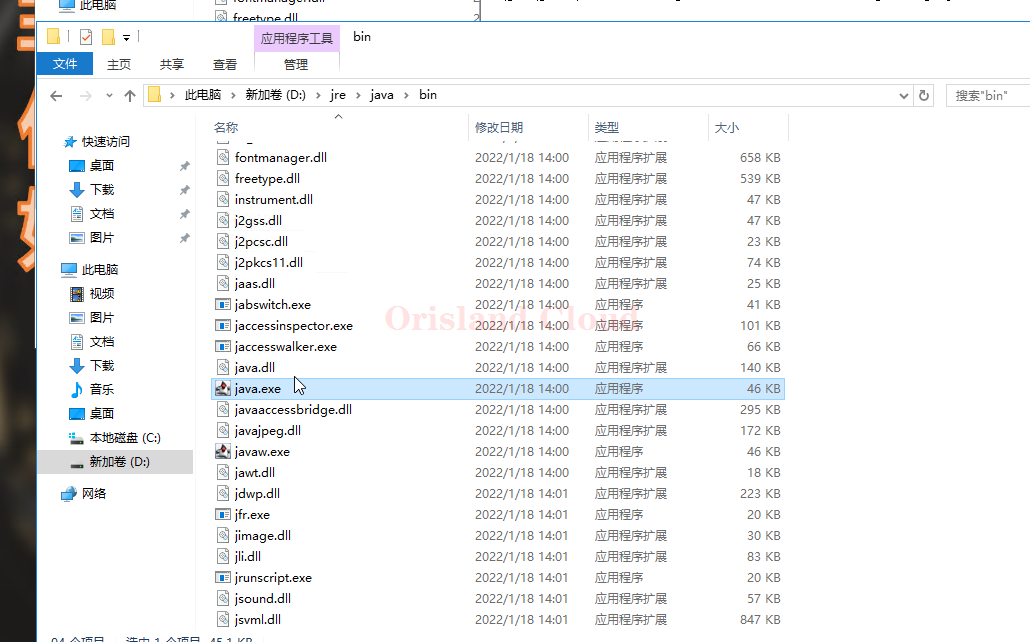 此电脑
freetype.dll
应用程序工具
bin
文件
主页
共享
查看
管理
此电脑
新加卷 (D:)
jre
java
bin
搜索"bin"
名称
修改日期
类型
大小
快速访问
桌面
下载
文档
图片
此电脑
视频
图片
文档
下载
音乐
桌面
本地磁盘 (C:)
新加卷 (D:)
网络
fontmanager.dll 2022/1/18 14:00 应用程序扩展 658 KB
freetype.dll 2022/1/18 14:00 应用程序扩展 539 KB
instrument.dll 2022/1/18 14:00 应用程序扩展 47 KB
j2gss.dll 2022/1/18 14:00 应用程序扩展 47 KB
j2pcsc.dll 2022/1/18 14:00 应用程序扩展 23 KB
j2pkcs11.dll 2022/1/18 14:00 应用程序扩展 74 KB
jaas.dll 2022/1/18 14:00 应用程序扩展 25 KB
jabswitch.exe 2022/1/18 14:00 应用程序 41 KB
jaccessinspector.exe 2022/1/18 14:00 应用程序 101 KB
jaccesswalker.exe 2022/1/18 14:00 应用程序 66 KB
java.dll 2022/1/18 14:00 应用程序扩展 140 KB
java.exe 2022/1/18 14:00 应用程序 46 KB
javaaccessbridge.dll 2022/1/18 14:00 应用程序扩展 295 KB
javajpeg.dll 2022/1/18 14:00 应用程序扩展 172 KB
javaw.exe 2022/1/18 14:00 应用程序 46 KB
jawt.dll 2022/1/18 14:00 应用程序扩展 18 KB
jdwp.dll 2022/1/18 14:01 应用程序扩展 223 KB
jfr.exe 2022/1/18 14:01 应用程序 20 KB
jimage.dll 2022/1/18 14:01 应用程序扩展 30 KB
jli.dll 2022/1/18 14:01 应用程序扩展 83 KB
jrunscript.exe 2022/1/18 14:01 应用程序 20 KB
jsound.dll 2022/1/18 14:01 应用程序扩展 57 KB
jsvml.dll 2022/1/18 14:01 应用程序扩展 847 KB
Orisland Cloud
94 个项目 选中 1 个项目 45.1 KB